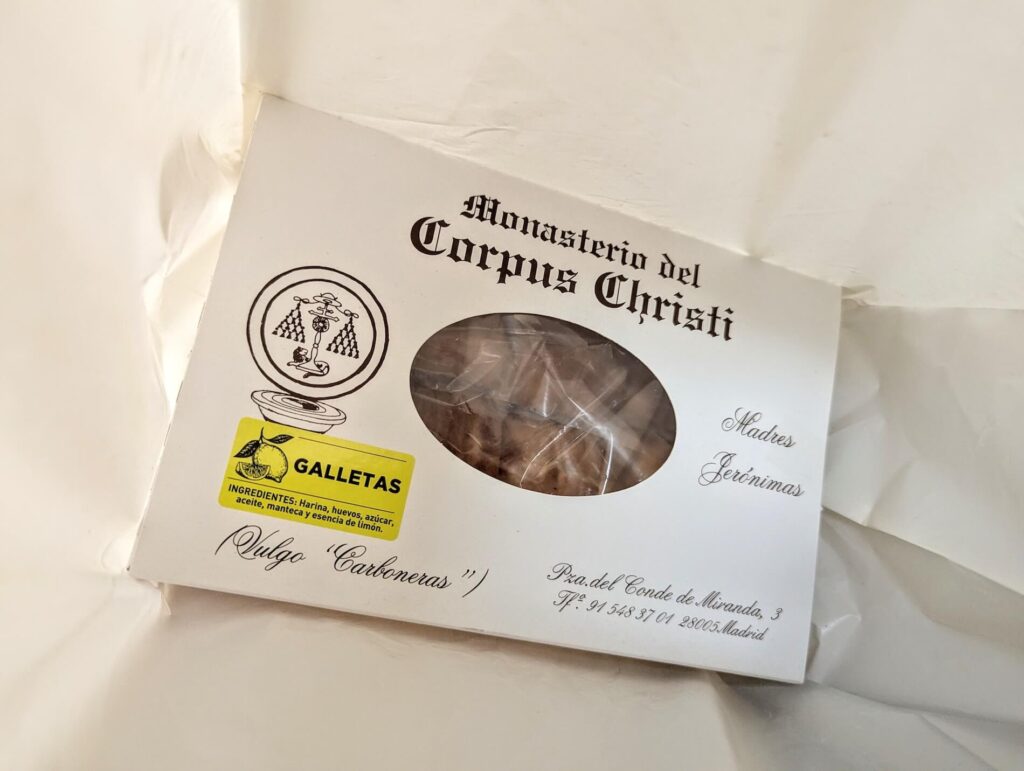 Monasterio del
Corpus Christi
Madres
Jerónimas
GALLETAS
INGREDIENTES: Harina, huevos, azúcar,
aceite, manteca y esencia de limón.
(Vulgo “Carboneras”)
Pza. del Conde de Miranda, 3
Tfº. 91 548 37 01 28005 Madrid